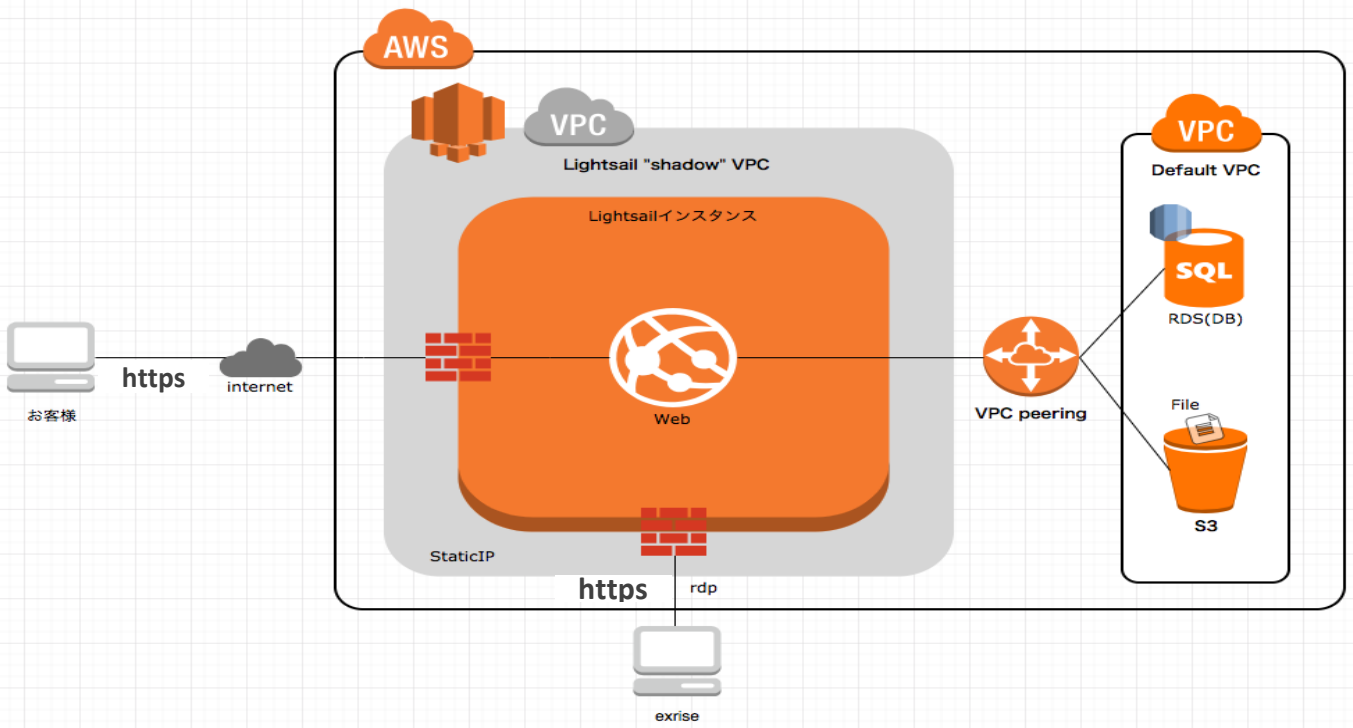 AWS
VPC
Lightsail "shadow" VPC
Lightsailインスタンス
VPC
Default VPC
SQL
RDS(DB)
https
internet
お客様
Web
VPC peering
File
S3
StaticIP
https
rdp
exrise